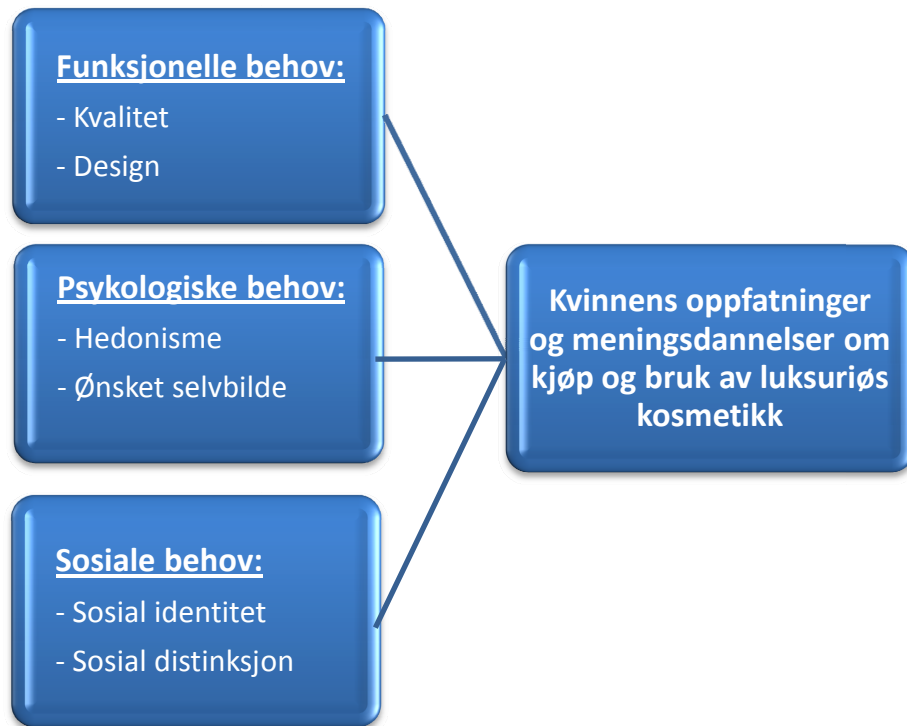 Funksjonelle behov:
- Kvalitet
- Design
Psykologiske behov:
- Hedonisme
- Ønsket selvbilde
Sosiale behov:
- Sosial identitet
- Sosial distinksjon
Kvinnens oppfatninger
og meningsdannelser om
kjøp og bruk av luksuriøs
kosmetikk